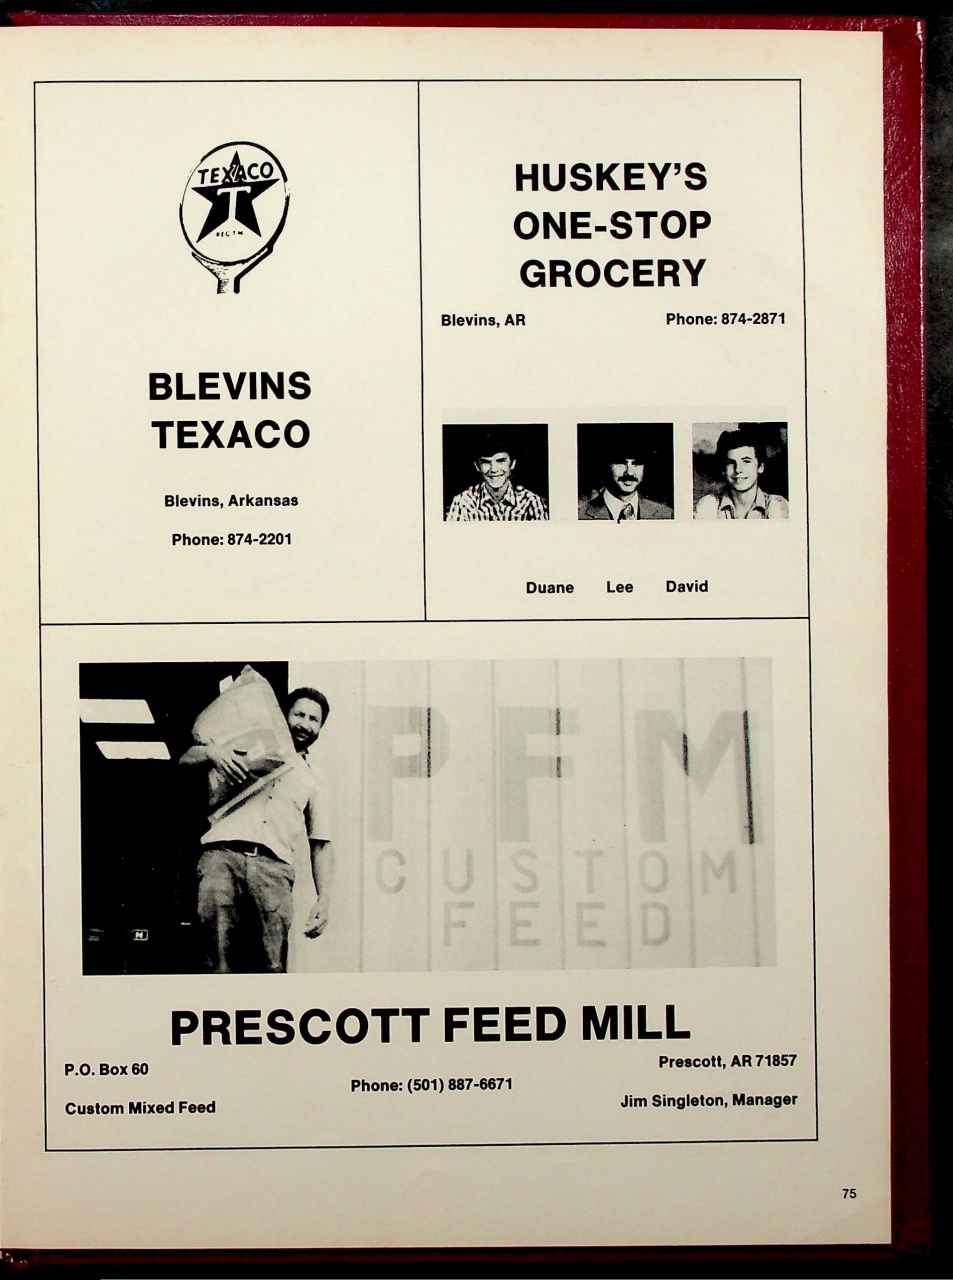 TEXACO
T
REG TM
BLEVINS
TEXACO
Blevins, Arkansas
Phone: 874-2201
HUSKEY'S
ONE-STOP
GROCERY
Blevins, AR Phone: 874-2871
Duane Lee David
PFM
CUSTOM
FEED
PRESCOTT FEED MILL
P.O. Box 60 Prescott, AR 71857
Phone: (501) 887-6671
Custom Mixed Feed Jim Singleton, Manager
75